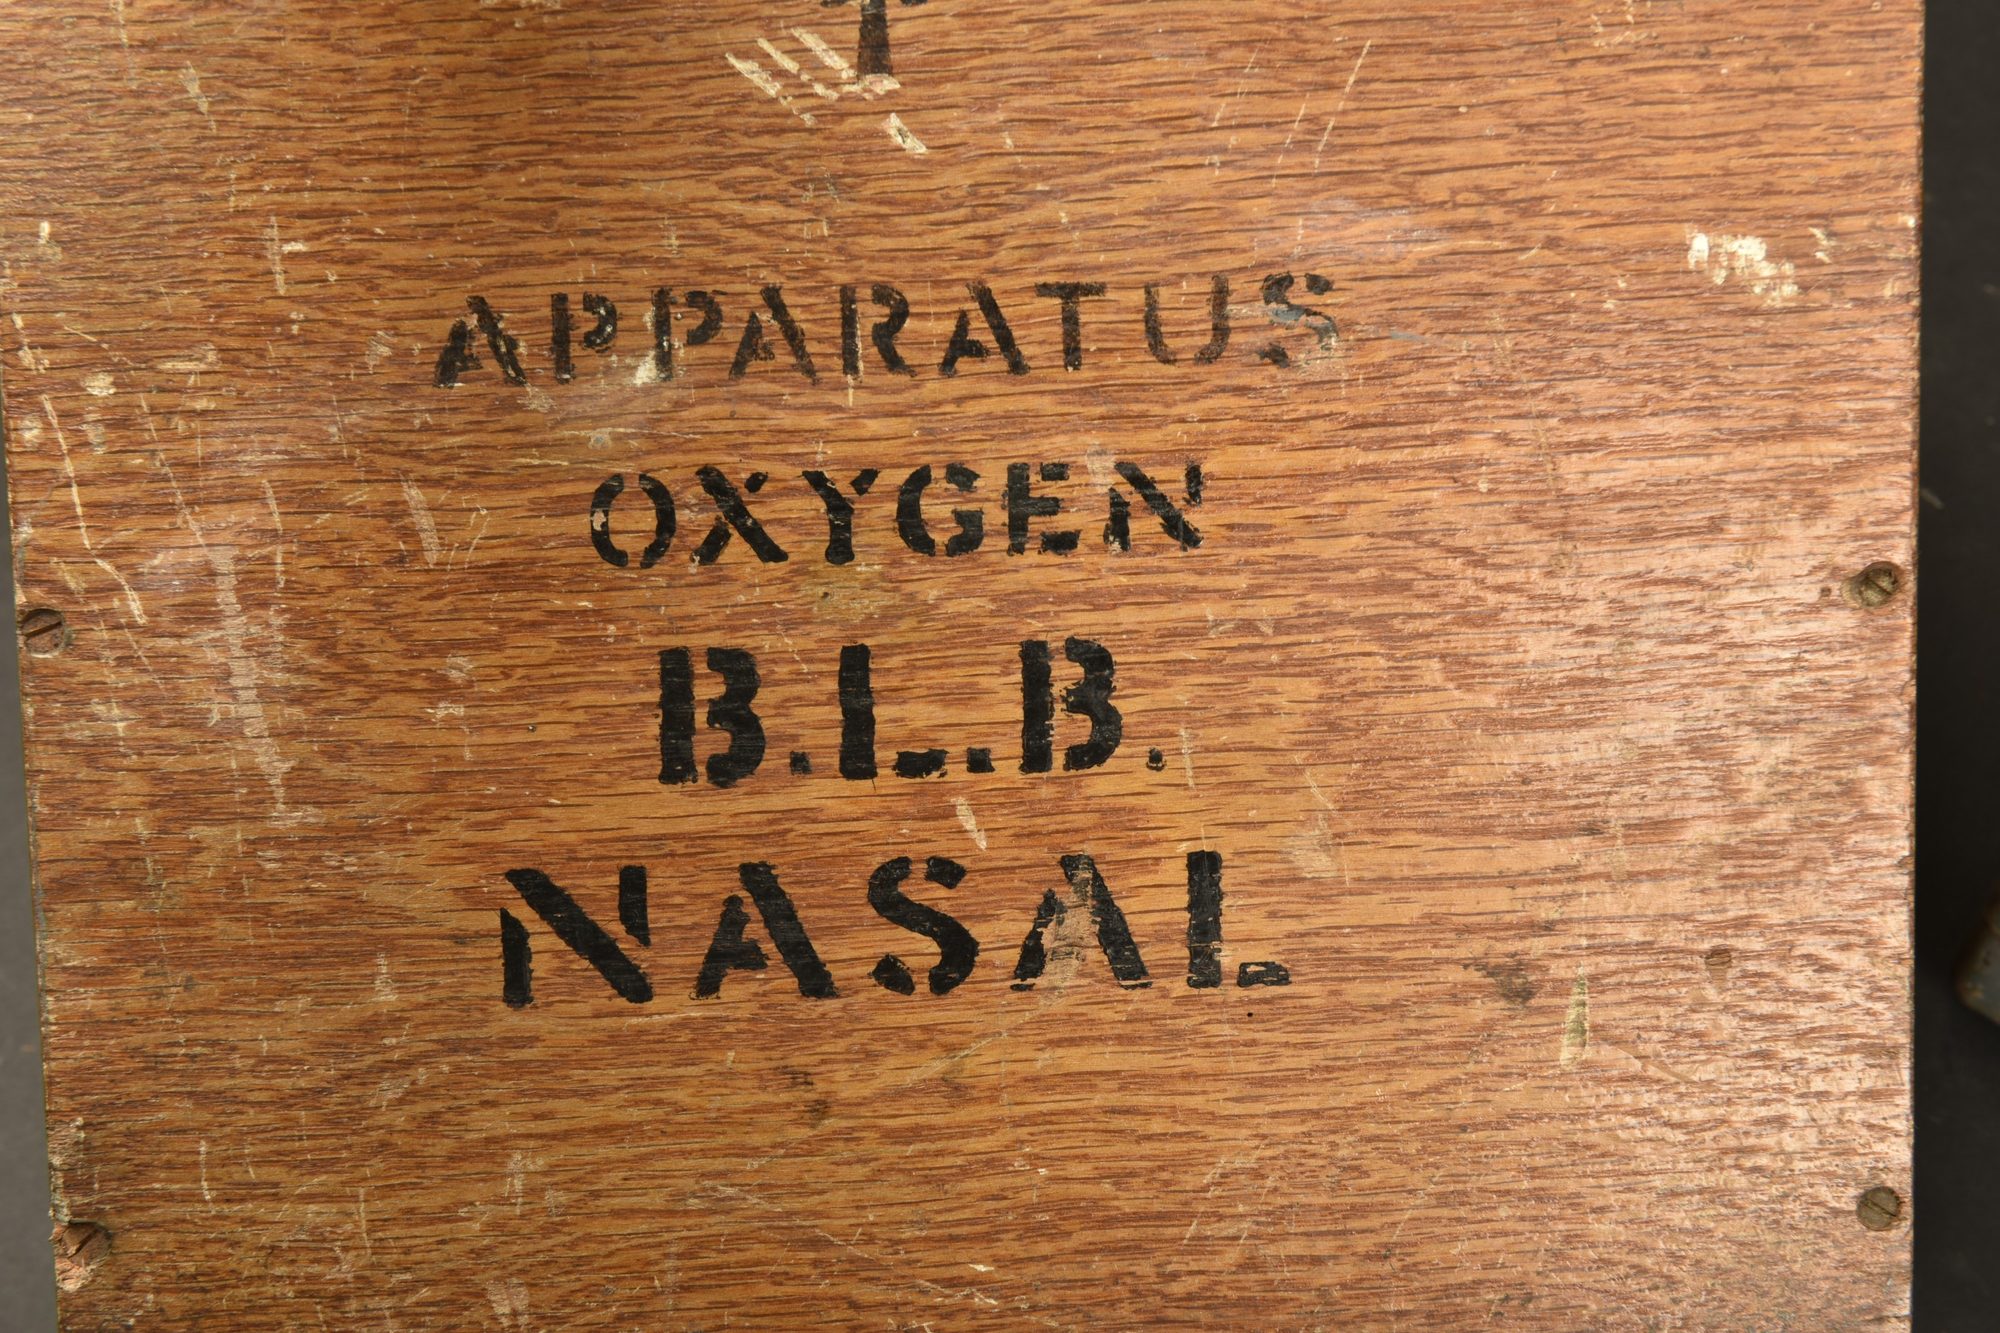 APPARATUS
OXYGEN
B.L.B.
NASAL